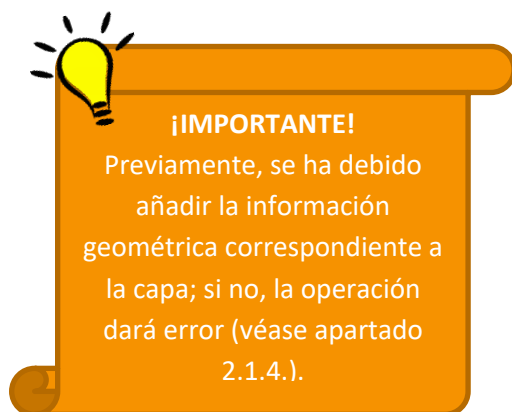 ¡IMPORTANTE!
Previamente, se ha debido
añadir la información
geométrica correspondiente a
la capa; si no, la operación
dará error (véase apartado
2.1.4.).